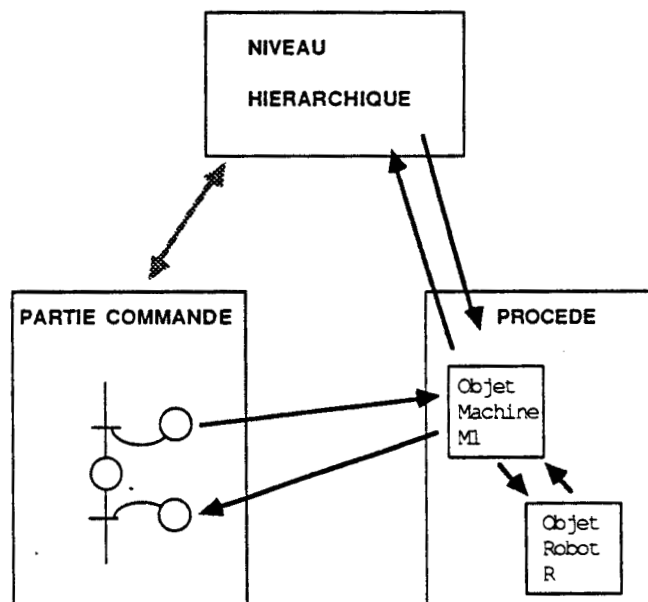 NIVEAU
HIERARCHIQUE
PARTIE COMMANDE
PROCEDE
Objet
Machine
M1
Objet
Robot
R